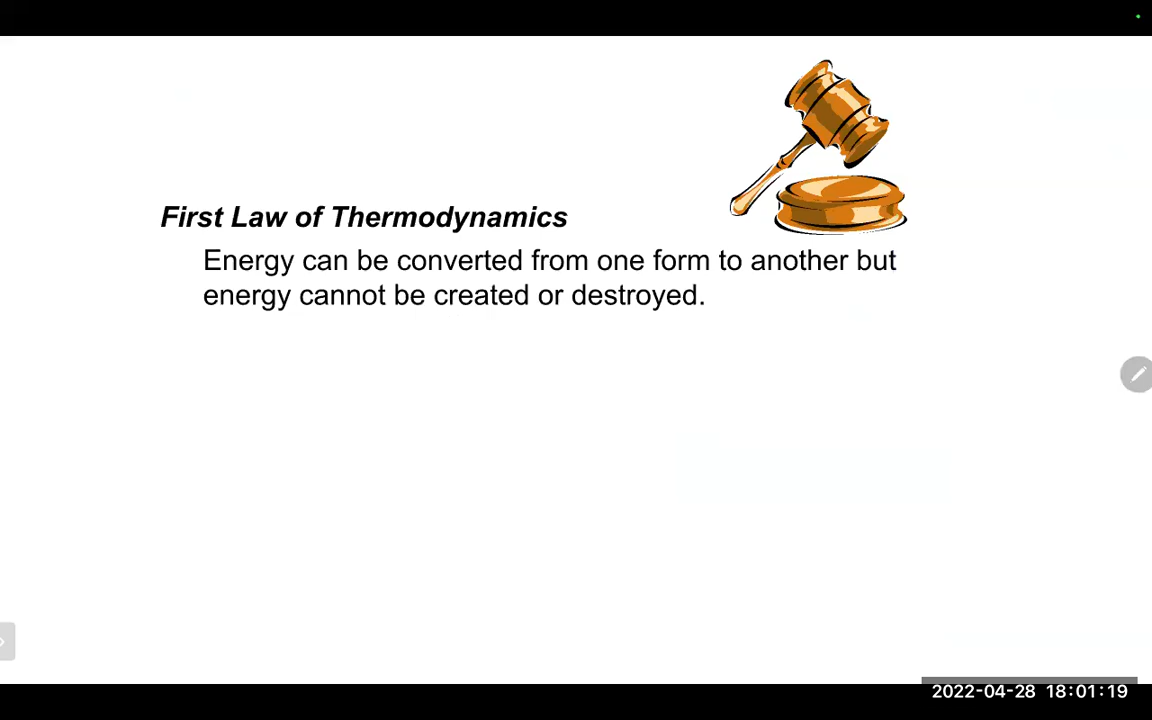 First Law of Thermodynamics
Energy can be converted from one form to another but
energy cannot be created or destroyed.
2022-04-28 18:01:19